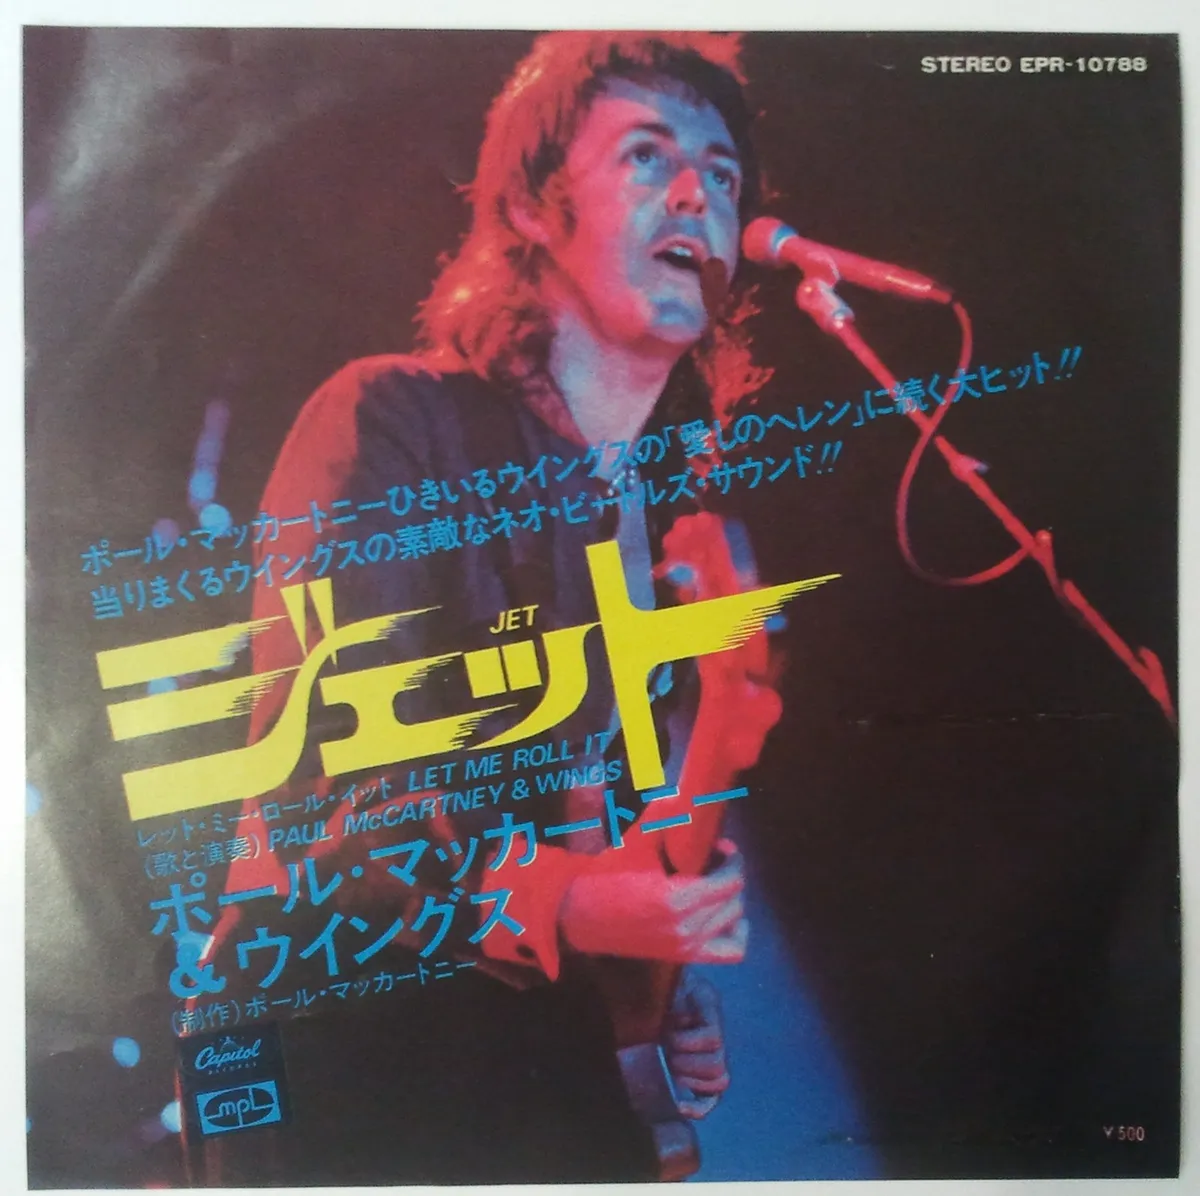 STEREO EPR-10788
ポール・マッカートニーひきいるウイングスの「愛しのヘレン」に続く大ヒット!!
当りまくるウイングスの素敵なネオ・ビートルズ・サウンド!!
JET
ジェット
レット・ミー・ロール・イット LET ME ROLL IT
(歌と演奏) PAUL McCARTNEY & WINGS
ポール・マッカートニー
& ウイングス
(制作) ポール・マッカートニー
Capitol
RECORDS
mpl
¥500